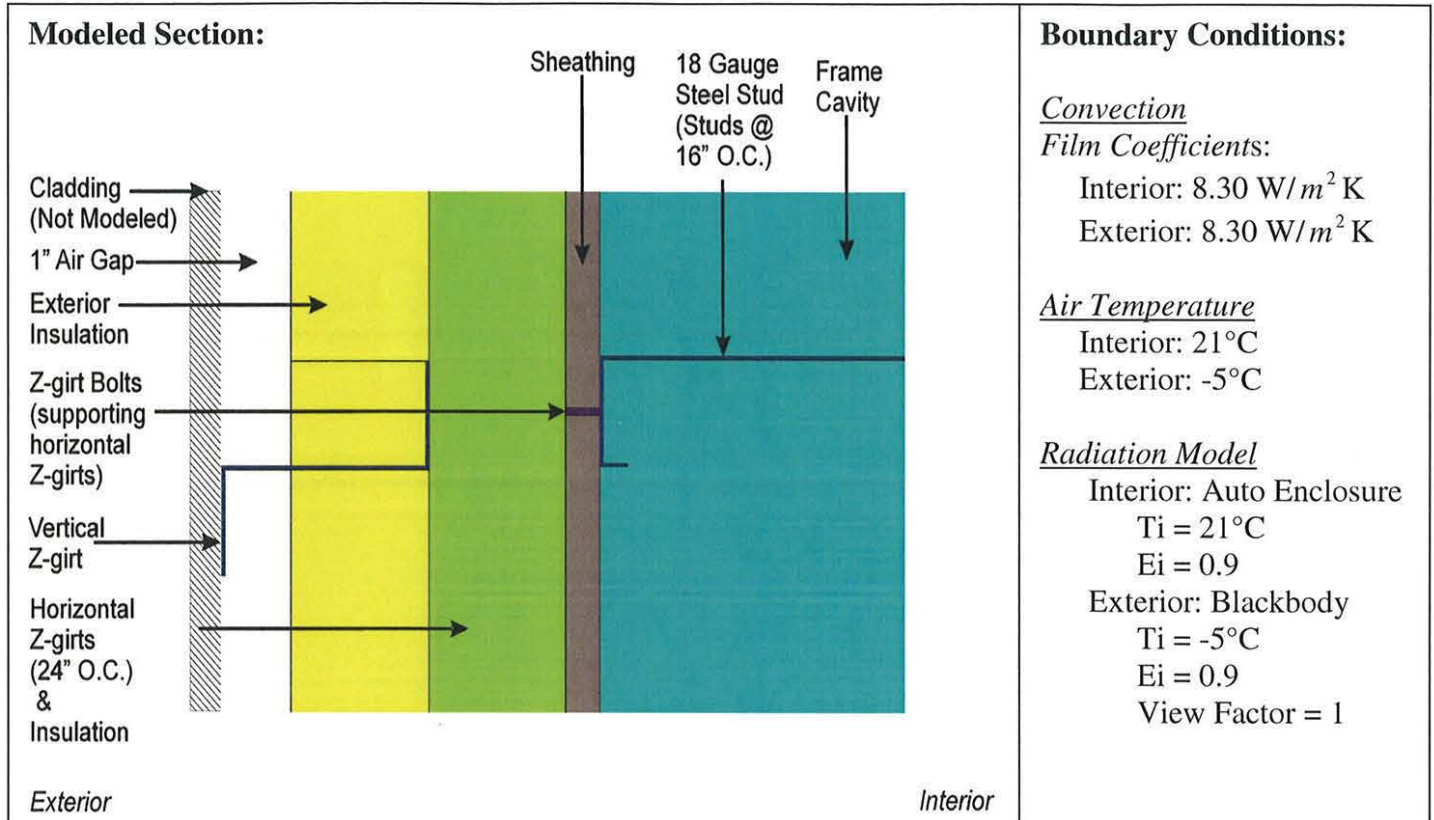 Modeled Section:
Sheathing
18 Gauge
Steel Stud
(Studs @
16" O.C.)
Frame
Cavity
Cladding
(Not Modeled)
1" Air Gap
Exterior
Insulation
Z-girt Bolts
(supporting
horizontal
Z-girts)
Vertical
Z-girt
Horizontal
Z-girts
(24" O.C.)
&
Insulation
Exterior
Interior
Boundary Conditions:
Convection
Film Coefficients:
Interior: 8.30 W/m² K
Exterior: 8.30 W/m² K
Air Temperature
Interior: 21°C
Exterior: -5°C
Radiation Model
Interior: Auto Enclosure
Ti = 21°C
Ei = 0.9
Exterior: Blackbody
Ti = -5°C
Ei = 0.9
View Factor = 1